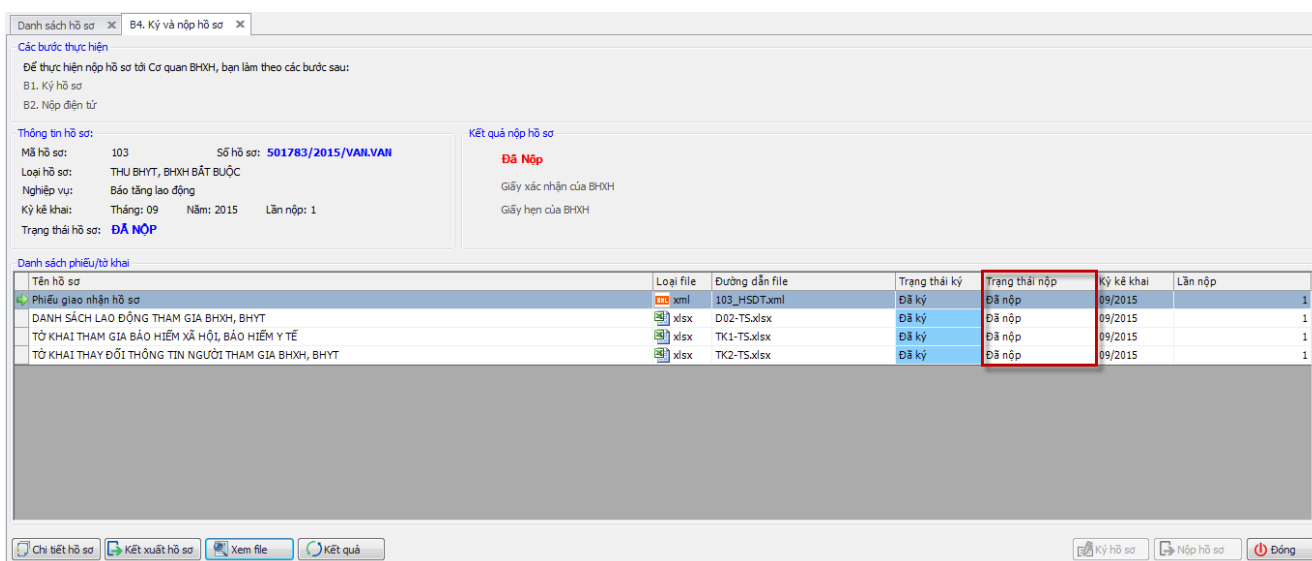 Danh sách hồ sơ B4. Ký và nộp hồ sơ
Các bước thực hiện
Để thực hiện nộp hồ sơ tới Cơ quan BHXH, bạn làm theo các bước sau:
B1. Ký hồ sơ
B2. Nộp điện tử
Thông tin hồ sơ:
Mã hồ sơ: 103 Số hồ sơ: 501783/2015/VAN.VAN
Loại hồ sơ: THU BHYT, BHXH BẮT BUỘC
Nghiệp vụ: Báo tăng lao động
Kỳ kê khai: Tháng: 09 Năm: 2015 Lần nộp: 1
Trạng thái hồ sơ: ĐÃ NỘP
Kết quả nộp hồ sơ
Đã Nộp
Giấy xác nhận của BHXH
Giấy hẹn của BHXH
Danh sách phiếu/tờ khai
Tên hồ sơ Loại file Đường dẫn file Trạng thái ký Trạng thái nộp Kỳ kê khai Lần nộp
Phiếu giao nhận hồ sơ xml 103_HSDT.xml Đã ký Đã nộp 09/2015 1
DANH SÁCH LAO ĐỘNG THAM GIA BHXH, BHYT xlsx D02-TS.xlsx Đã ký Đã nộp 09/2015 1
TỜ KHAI THAM GIA BẢO HIỂM XÃ HỘI, BẢO HIỂM Y TẾ xlsx TK1-TS.xlsx Đã ký Đã nộp 09/2015 1
TỜ KHAI THAY ĐỔI THÔNG TIN NGƯỜI THAM GIA BHXH, BHYT xlsx TK2-TS.xlsx Đã ký Đã nộp 09/2015 1
Chi tiết hồ sơ Kết xuất hồ sơ Xem file Kết quả Ký hồ sơ Nộp hồ sơ Đóng